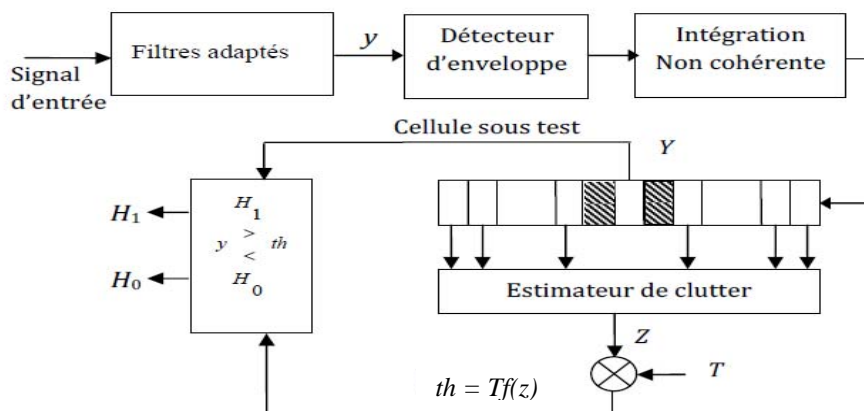 Filtres adaptés
y
Détecteur
d'enveloppe
Intégration
Non cohérente
Signal
d'entrée
Cellule sous test
Y
H1
H0
H1
y > < th
H0
Estimateur de clutter
Z
T
th = Tf(z)